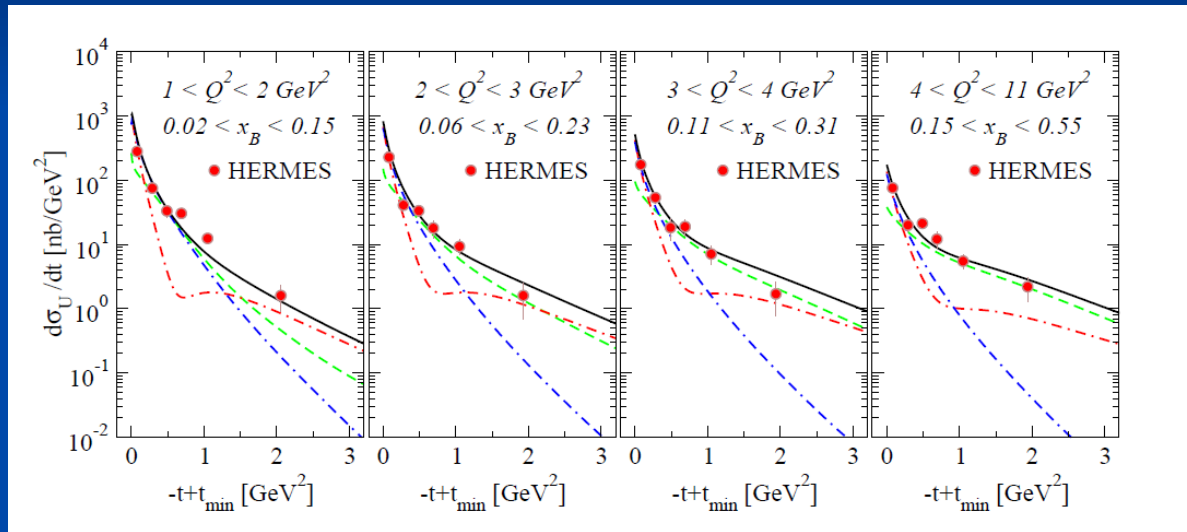 10^4
10^3
10^2
10^1
10^0
10^-1
10^-2
dσ_U /dt [nb/GeV^2]
1 < Q^2 < 2 GeV^2
0.02 < x_B < 0.15
HERMES
0 1 2 3
-t+t_min [GeV^2]
2 < Q^2 < 3 GeV^2
0.06 < x_B < 0.23
HERMES
0 1 2 3
-t+t_min [GeV^2]
3 < Q^2 < 4 GeV^2
0.11 < x_B < 0.31
HERMES
0 1 2 3
-t+t_min [GeV^2]
4 < Q^2 < 11 GeV^2
0.15 < x_B < 0.55
HERMES
0 1 2 3
-t+t_min [GeV^2]